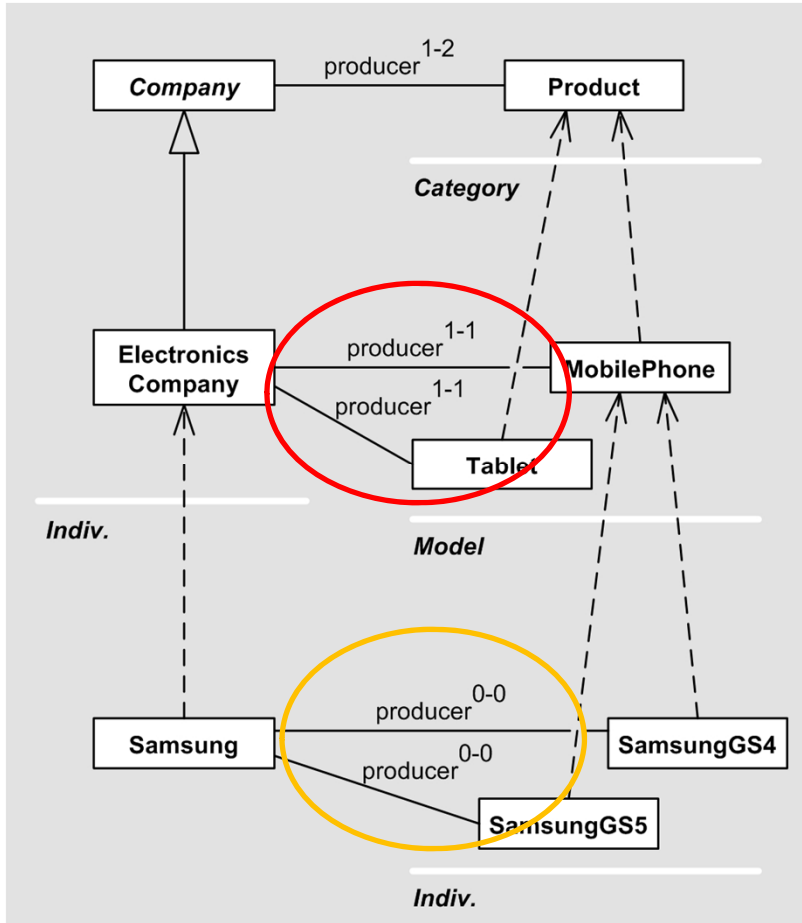 Company
producer 1-2
Product
Category
Electronics
Company
producer 1-1
MobilePhone
producer 1-1
Tablet
Indiv.
Model
Samsung
producer 0-0
SamsungGS4
producer 0-0
SamsungGS5
Indiv.